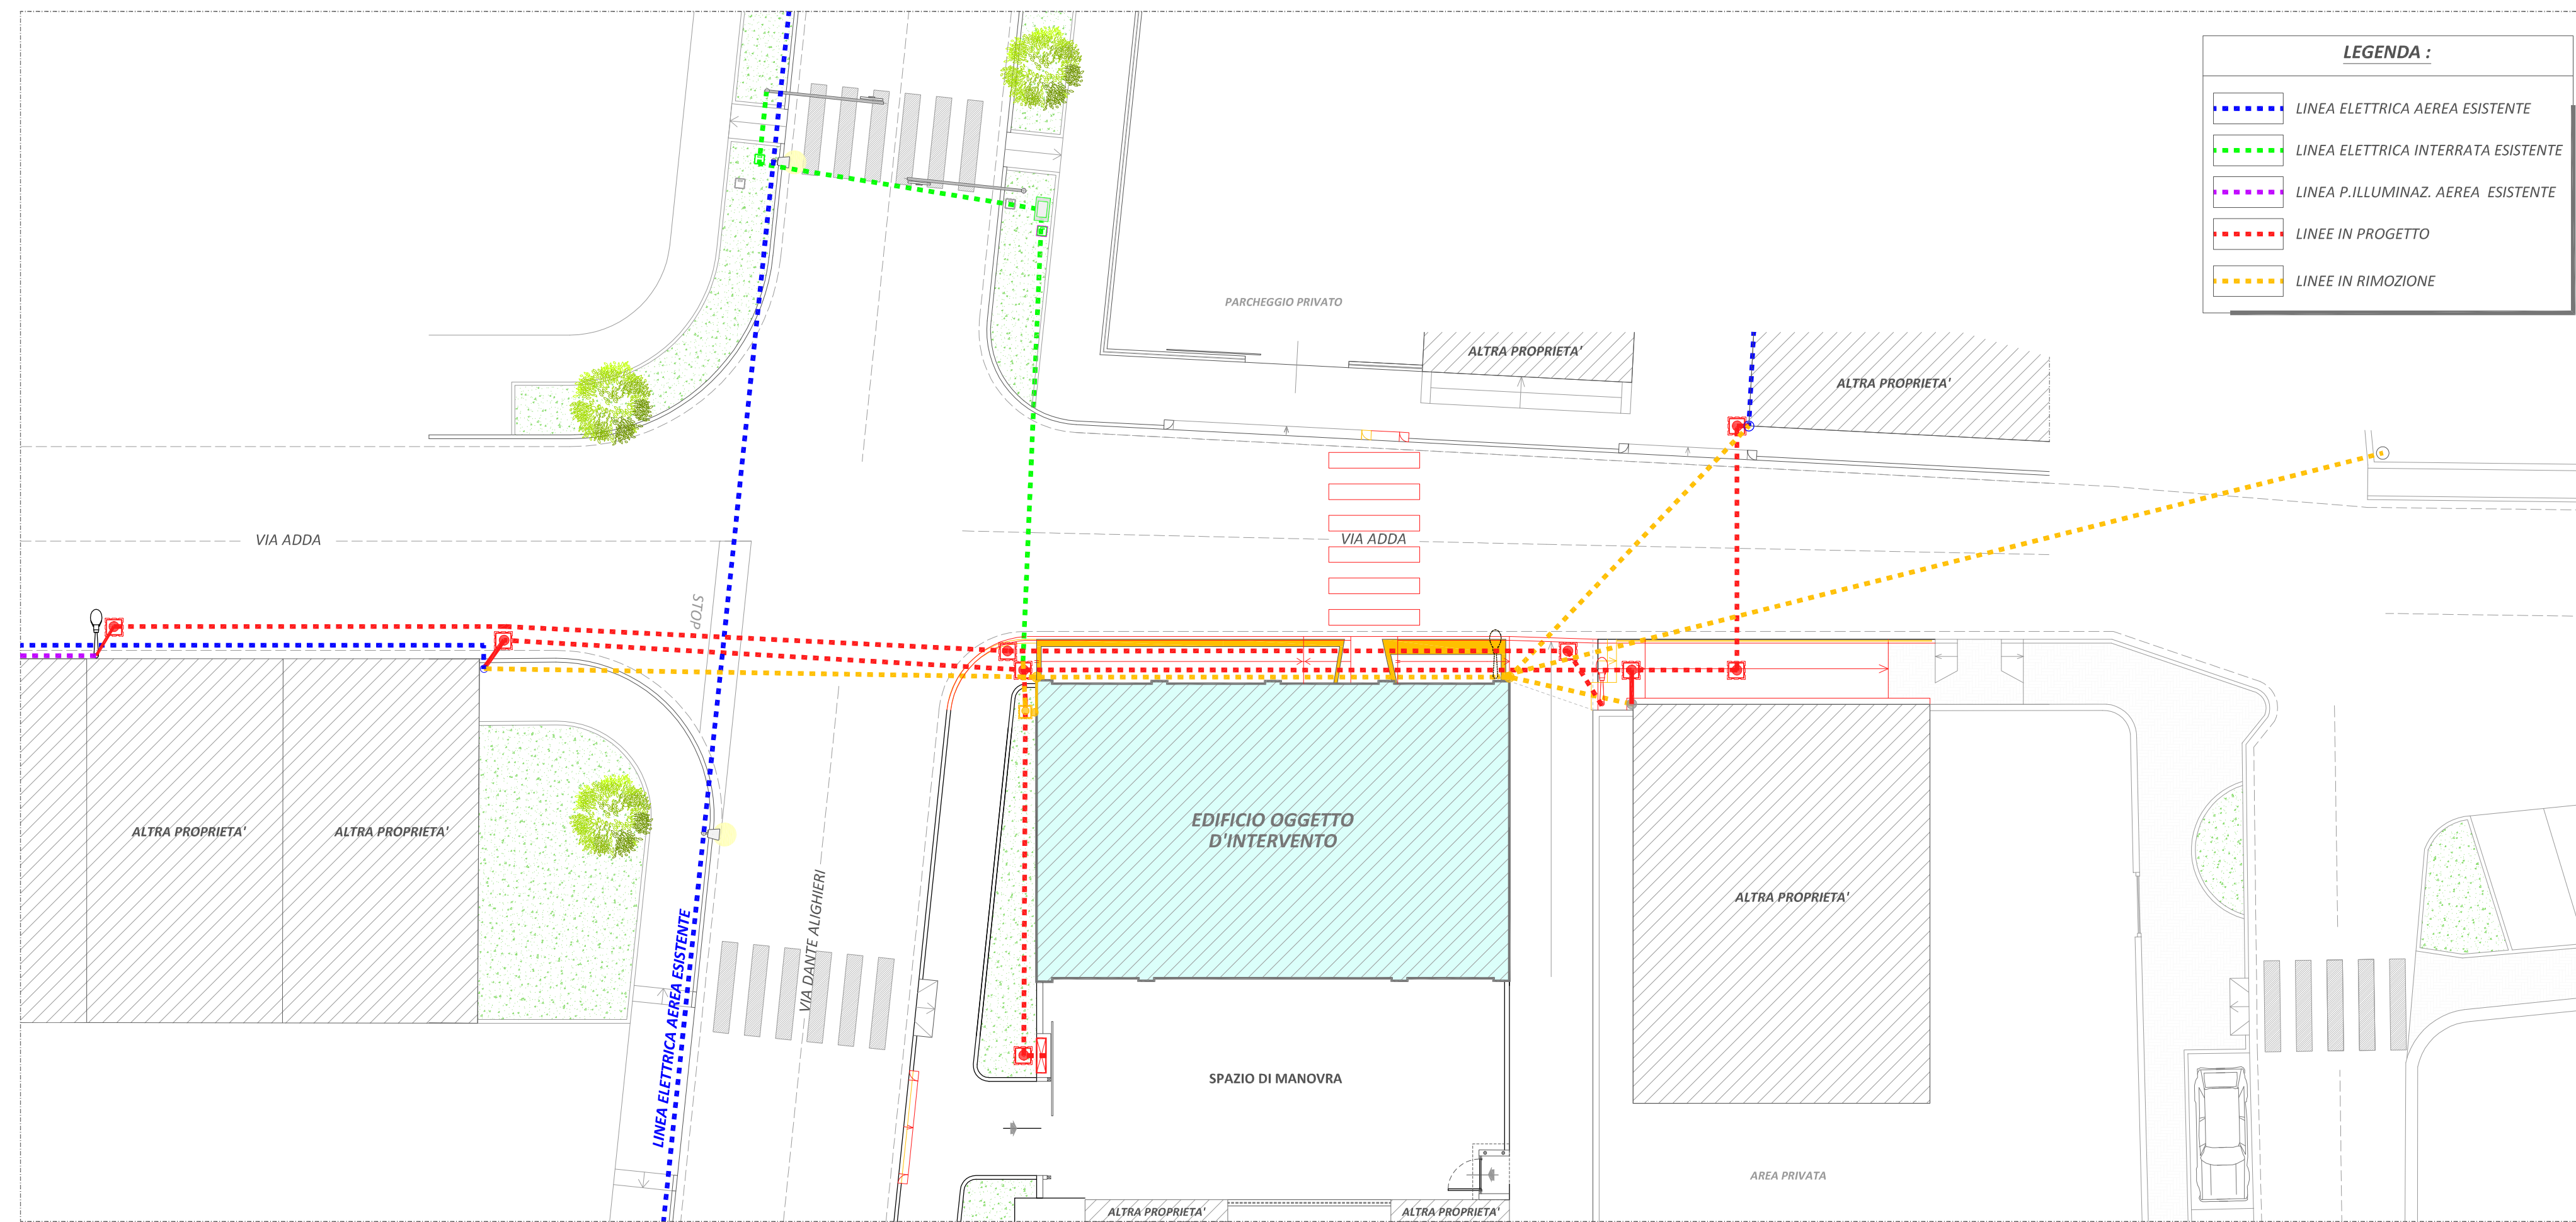 LEGENDA :
LINEA ELETTRICA AEREA ESISTENTE
LINEA ELETTRICA INTERRATA ESISTENTE
LINEA P.ILLUMINAZ. AEREA ESISTENTE
LINEE IN PROGETTO
LINEE IN RIMOZIONE
PARCHEGGIO PRIVATO
ALTRA PROPRIETA'
ALTRA PROPRIETA'
VIA ADDA
VIA ADDA
STOP
EDIFICIO OGGETTO
D'INTERVENTO
ALTRA PROPRIETA'
ALTRA PROPRIETA'
ALTRA PROPRIETA'
VIA DANTE ALIGHIERI
LINEA ELETTRICA AEREA ESISTENTE
SPAZIO DI MANOVRA
AREA PRIVATA
ALTRA PROPRIETA'
ALTRA PROPRIETA'